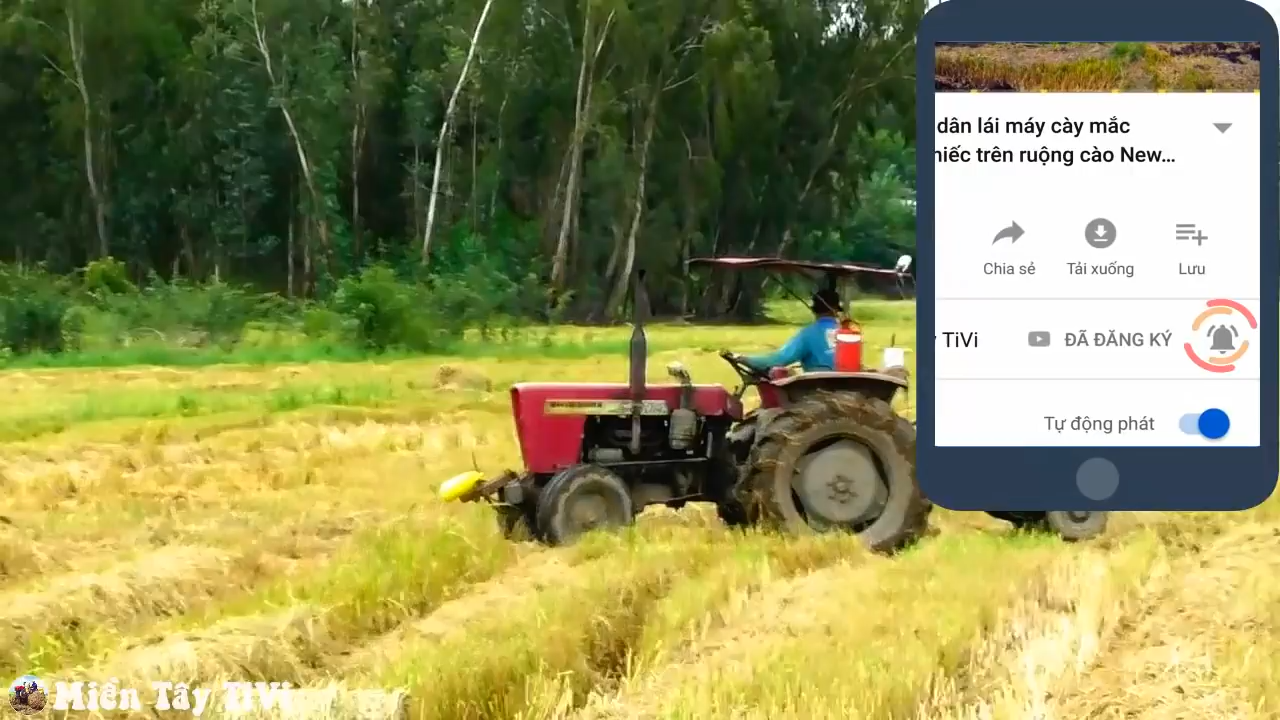 dân lái máy cày mắc
hiếc trên ruộng cào New...
Chia sẻ
Tải xuống
Lưu
TiVi
ĐÃ ĐĂNG KÝ
Tự động phát
Miền Tây TiVi